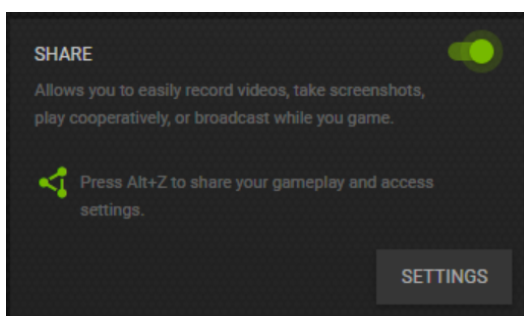 SHARE
Allows you to easily record videos, take screenshots,
play cooperatively, or broadcast while you game.
Press Alt+Z to share your gameplay and access
settings.
SETTINGS